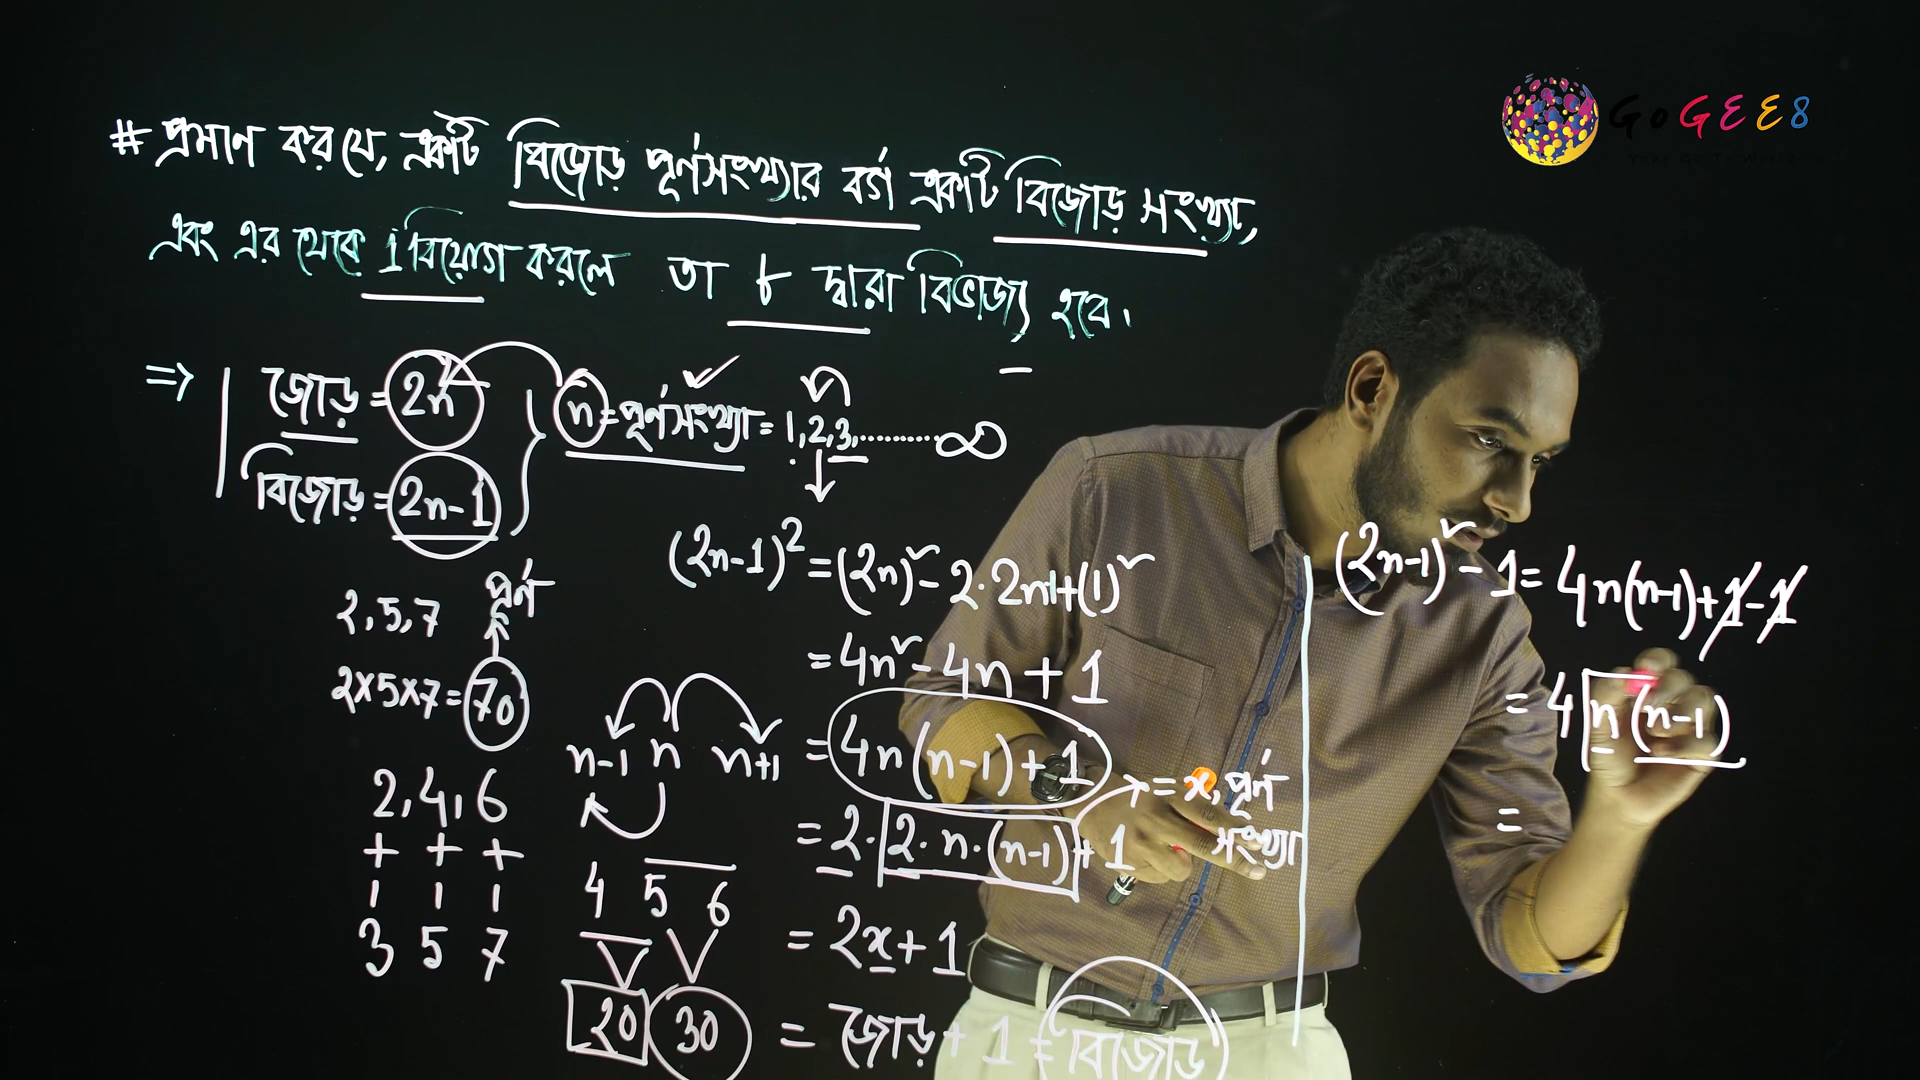 GoGEE8
# প্রমাণ কর যে, একটি বিজোড় পূর্ণসংখ্যার বর্গ একটি বিজোড় সংখ্যা,
এবং এর থেকে 1 বিয়োগ করলে তা ৮ দ্বারা বিভাজ্য হবে।
⇒ জোড় = 2n
বিজোড় = 2n-1
n = পূর্ণসংখ্যা = 1,2,3,..........∞
n
2,5,7
পূর্ণ
2×5×7=70
2,4,6
+ + +
1 1 1
3 5 7
n-1 n n+1
4 5 6
20 30
(2n-1)² = (2n)² - 2·2n·1+(1)²
= 4n² - 4n + 1
= 4n(n-1)+1
= 2·2·n·(n-1)+1
= x, পূর্ণ
সংখ্যা
= 2x+1
= জোড় + 1 = বিজোড়
(2n-1)² - 1 = 4n(n-1)+1-1
= 4n(n-1)
=